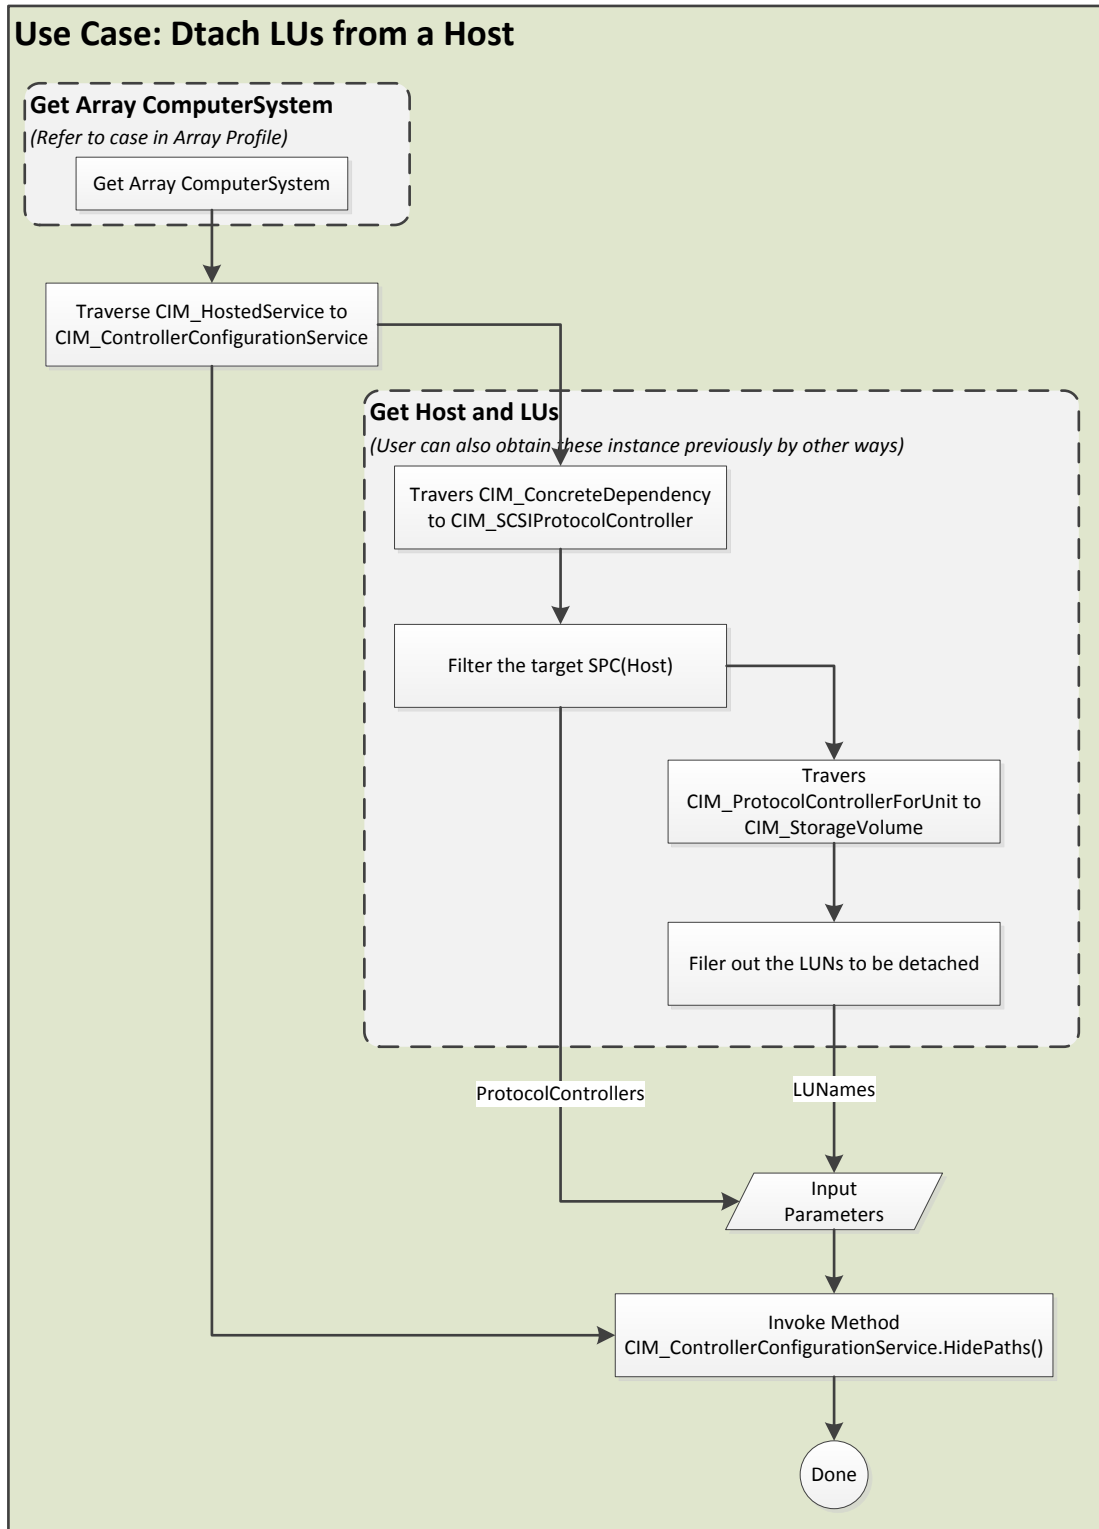 Use Case: Dtach LUs from a Host
Get Array ComputerSystem
(Refer to case in Array Profile)
Get Array ComputerSystem
Traverse CIM_HostedService to
CIM_ControllerConfigurationService
Get Host and LUs
(User can also obtain these instance previously by other ways)
Travers CIM_ConcreteDependency
to CIM_SCSIProtocolController
Filter the target SPC(Host)
Travers
CIM_ProtocolControllerForUnit to
CIM_StorageVolume
Filer out the LUNs to be detached
ProtocolControllers
LUNames
Input
Parameters
Invoke Method
CIM_ControllerConfigurationService.HidePaths()
Done